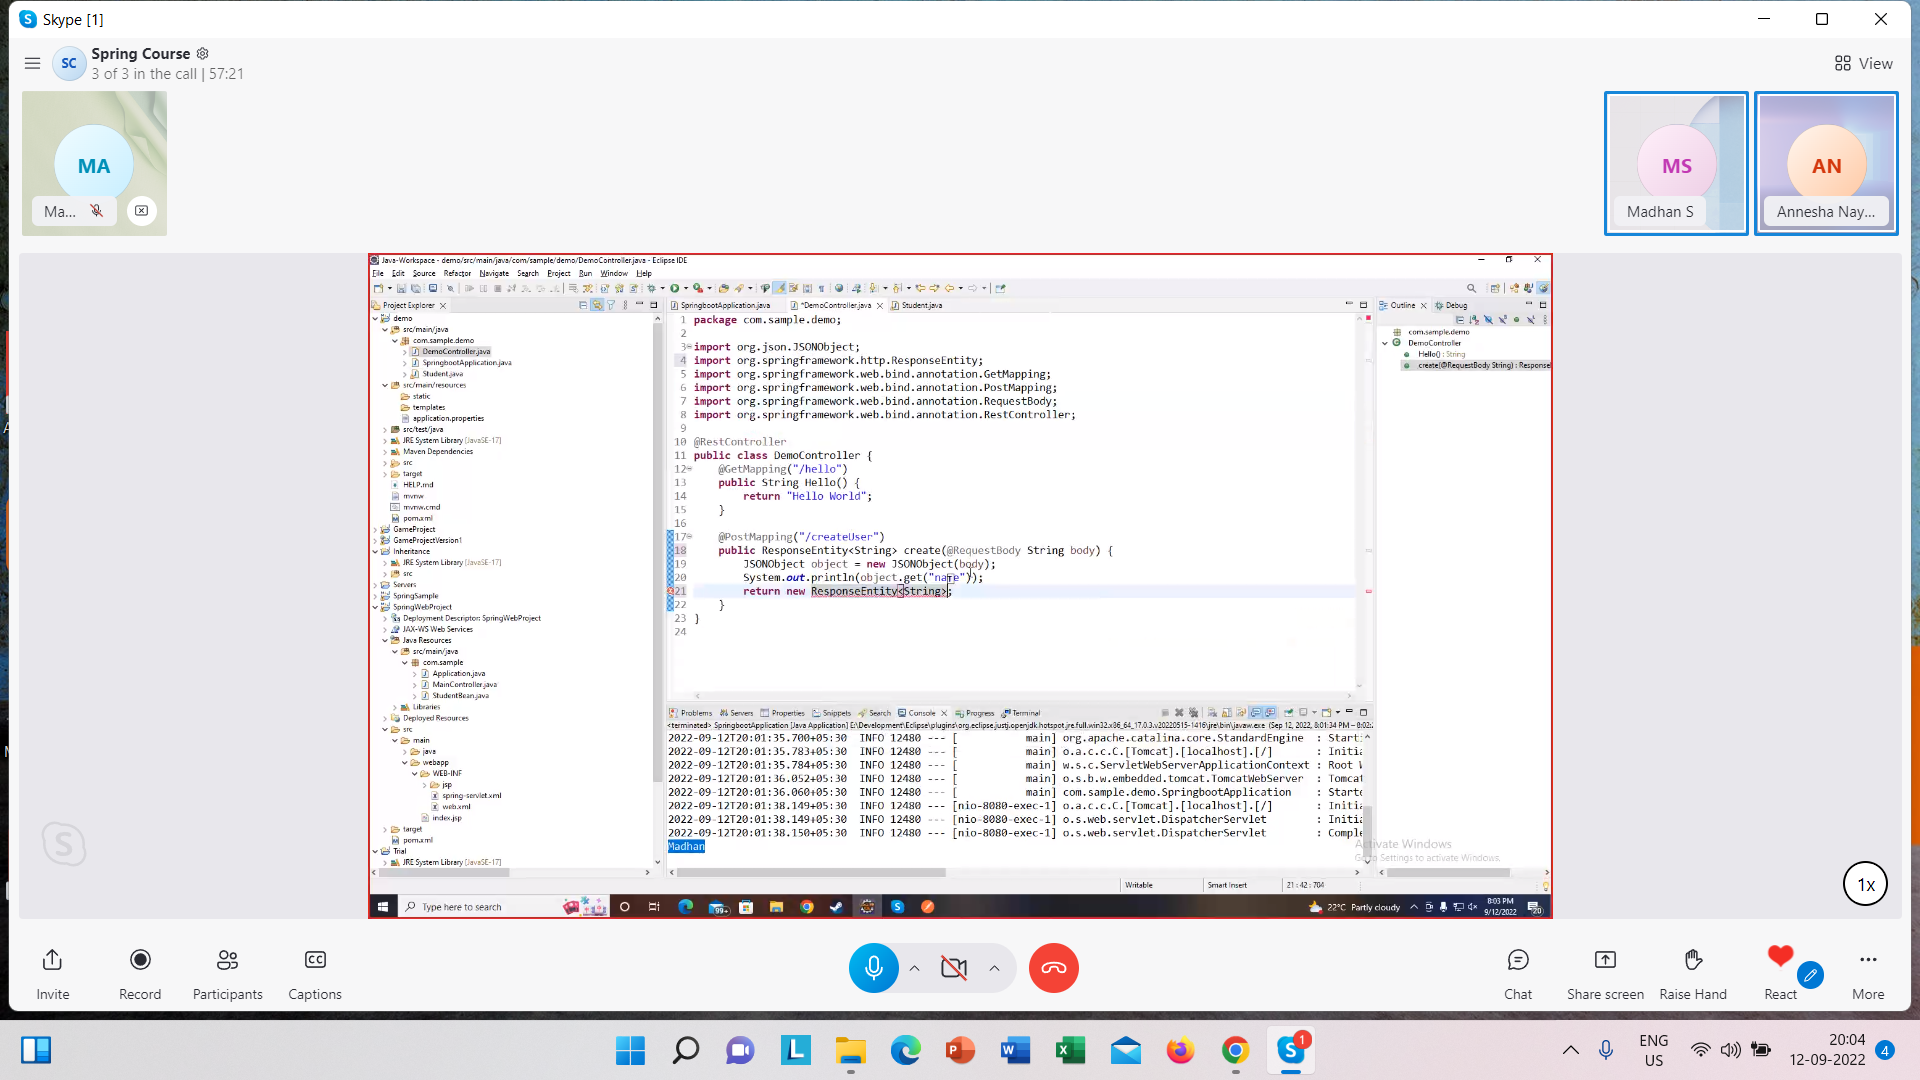 Skype [1]
SC
Spring Course
3 of 3 in the call | 57:21
View
MA
Ma...
MS
Madhan S
AN
Annesha Nay...
Java-Workspace - demo/src/main/java/com/sample/demo/DemoController.java - Eclipse IDE
File Edit Source Refactor Navigate Search Project Run Window Help
Project Explorer
demo
src/main/java
com.sample.demo
DemoController.java
SpringbootApplication.java
Student.java
src/main/resources
static
templates
application.properties
src/test/java
JRE System Library [JavaSE-17]
Maven Dependencies
src
target
HELP.md
mvnw
mvnw.cmd
pom.xml
GameProject
GameProjectVersion1
Inheritance
JRE System Library [JavaSE-17]
src
Servers
SpringSample
SpringWebProject
Deployment Descriptor: SpringWebProject
JAX-WS Web Services
Java Resources
src/main/java
com.sample
Application.java
MainController.java
StudentBean.java
Libraries
Deployed Resources
src
main
java
webapp
WEB-INF
jsp
spring-servlet.xml
web.xml
index.jsp
target
pom.xml
Trial
JRE System Library [JavaSE-17]
SpringbootApplication.java *DemoController.java Student.java
1 package com.sample.demo;
2
3 import org.json.JSONObject;
4 import org.springframework.http.ResponseEntity;
5 import org.springframework.web.bind.annotation.GetMapping;
6 import org.springframework.web.bind.annotation.PostMapping;
7 import org.springframework.web.bind.annotation.RequestBody;
8 import org.springframework.web.bind.annotation.RestController;
9
10 @RestController
11 public class DemoController {
12 @GetMapping("/hello")
13 public String Hello() {
14 return "Hello World";
15 }
16
17 @PostMapping("/createUser")
18 public ResponseEntity<String> create(@RequestBody String body) {
19 JSONObject object = new JSONObject(body);
20 System.out.println(object.get("name"));
21 return new ResponseEntity<String>;
22 }
23 }
24
Outline Debug
com.sample.demo
DemoController
Hello() : String
create(@RequestBody String) : Response
Problems Servers Properties Snippets Search Console Progress Terminal
<terminated> SpringbootApplication [Java Application] E:\Development\Eclipse\plugins\org.eclipse.justj.openjdk.hotspot.jre.full.win32.x86_64_17.0.3.v20220515-1416\jre\bin\javaw.exe (Sep 12, 2022, 8:01:34 PM – 8:02:
2022-09-12T20:01:35.700+05:30 INFO 12480 --- [ main] org.apache.catalina.core.StandardEngine : Starti
2022-09-12T20:01:35.783+05:30 INFO 12480 --- [ main] o.a.c.c.C.[Tomcat].[localhost].[/] : Initia
2022-09-12T20:01:35.784+05:30 INFO 12480 --- [ main] w.s.c.ServletWebServerApplicationContext : Root W
2022-09-12T20:01:36.052+05:30 INFO 12480 --- [ main] o.s.b.w.embedded.tomcat.TomcatWebServer : Tomcat
2022-09-12T20:01:36.060+05:30 INFO 12480 --- [ main] com.sample.demo.SpringbootApplication : Starte
2022-09-12T20:01:38.149+05:30 INFO 12480 --- [nio-8080-exec-1] o.a.c.c.C.[Tomcat].[localhost].[/] : Initia
2022-09-12T20:01:38.149+05:30 INFO 12480 --- [nio-8080-exec-1] o.s.web.servlet.DispatcherServlet : Initia
2022-09-12T20:01:38.150+05:30 INFO 12480 --- [nio-8080-exec-1] o.s.web.servlet.DispatcherServlet : Comple
Madhan
Activate Windows
Go to Settings to activate Windows.
Writable Smart Insert 21 : 42 : 704
Type here to search
99+
22°C Partly cloudy
8:03 PM
9/12/2022
20
1x
Invite
Record
Participants
CC
Captions
Chat
Share screen
Raise Hand
React
More
ENG
US
20:04
12-09-2022
4
1